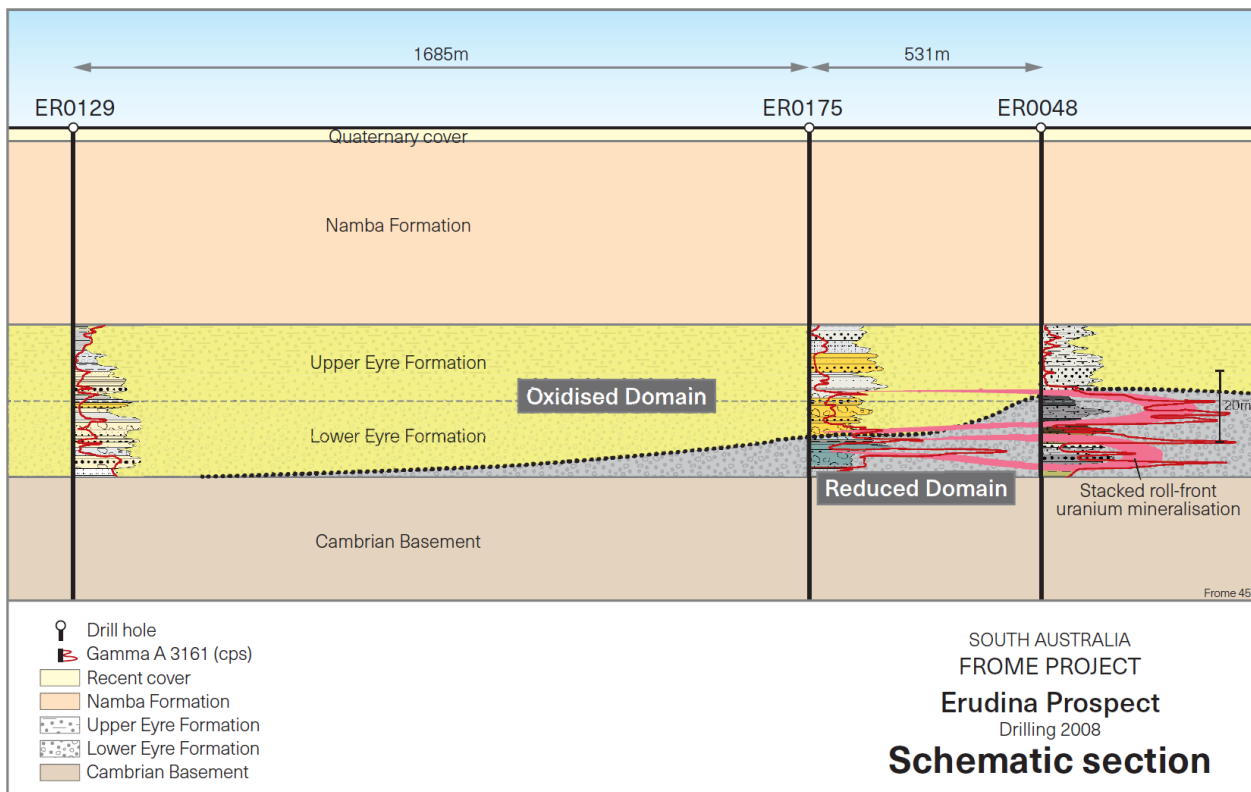 1685m
531m
ER0129
ER0175
ER0048
Quaternary cover
Namba Formation
Upper Eyre Formation
Oxidised Domain
20m
Lower Eyre Formation
Reduced Domain
Stacked roll-front
uranium mineralisation
Cambrian Basement
Frome 45
Drill hole
Gamma A 3161 (cps)
Recent cover
Namba Formation
Upper Eyre Formation
Lower Eyre Formation
Cambrian Basement
SOUTH AUSTRALIA
FROME PROJECT
Erudina Prospect
Drilling 2008
Schematic section